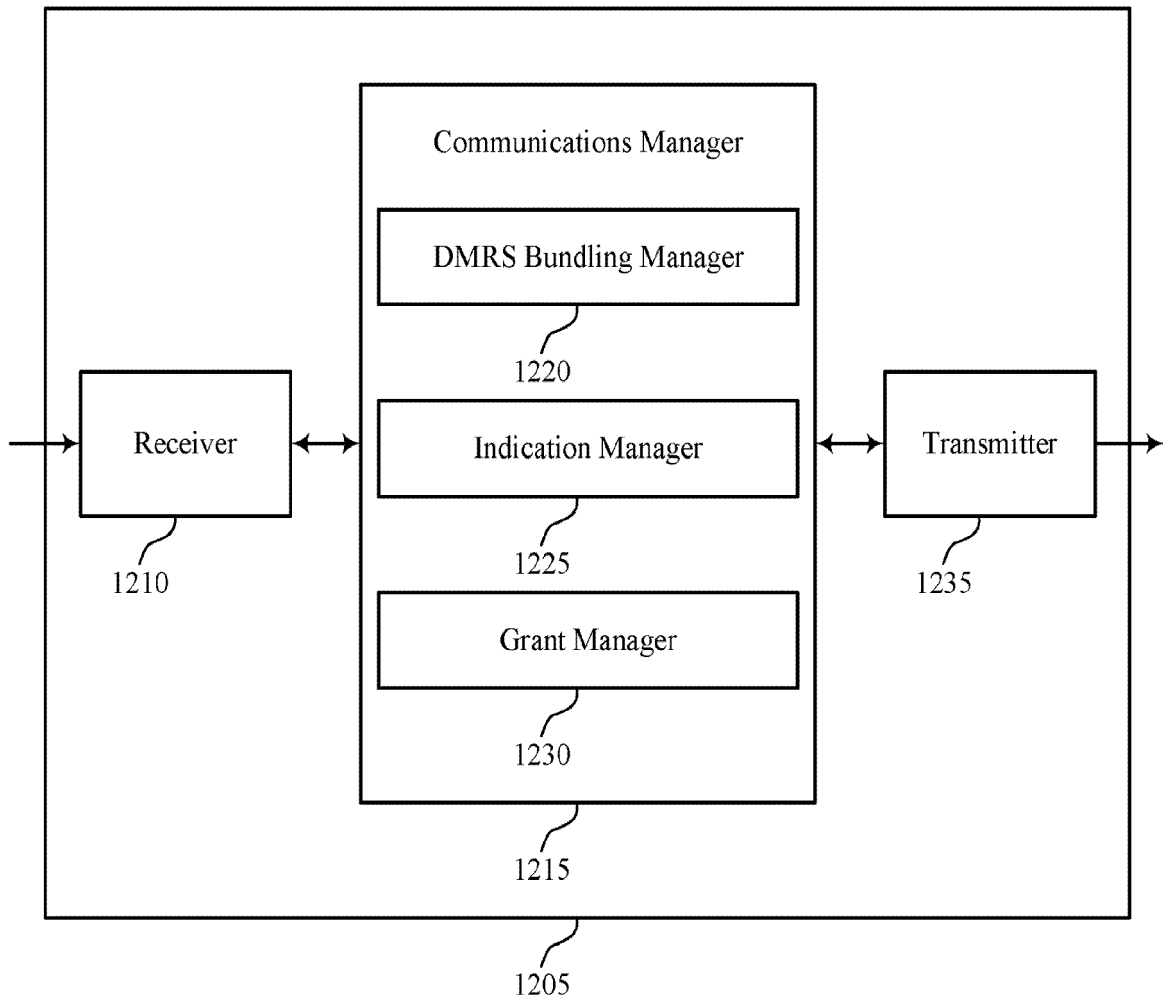 Communications Manager
DMRS Bundling Manager
1220
Receiver
Indication Manager
Transmitter
1210
1225
1235
Grant Manager
1230
1215
1205